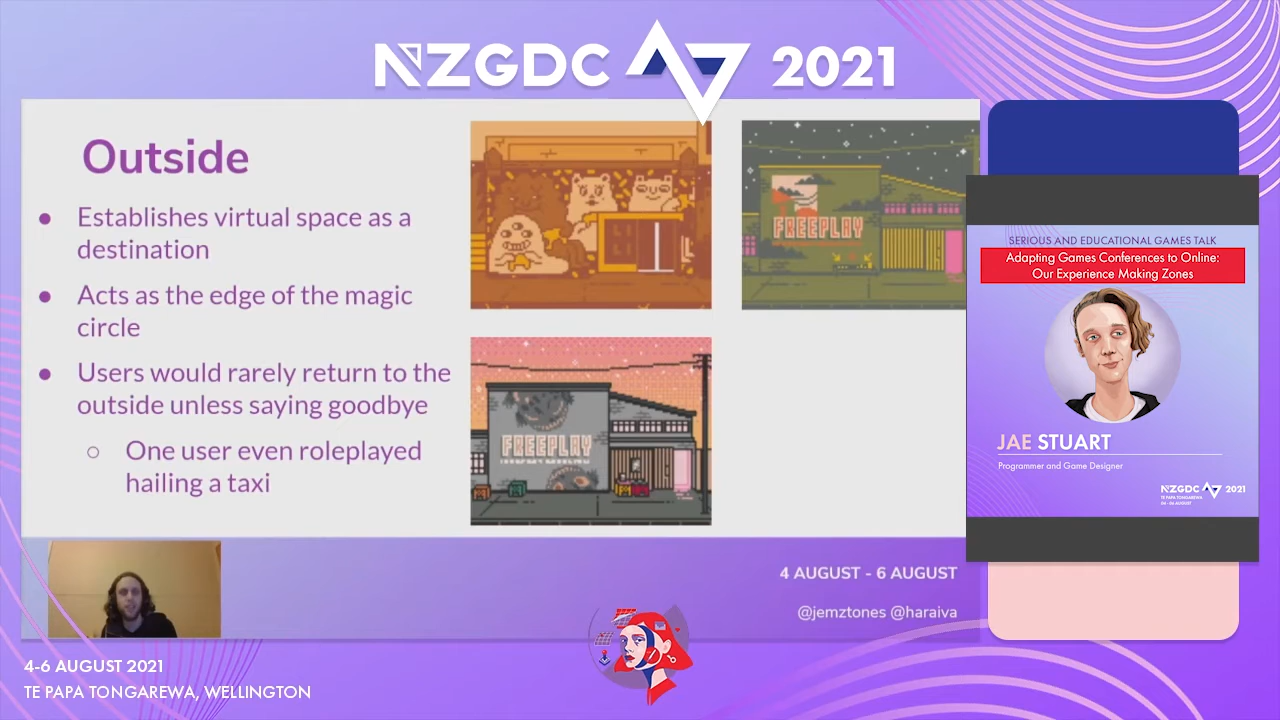 NZGDC 2021
Outside
● Establishes virtual space as a
destination
● Acts as the edge of the magic
circle
● Users would rarely return to the
outside unless saying goodbye
○ One user even roleplayed
hailing a taxi
FREEPLAY
FREEPLAY
SERIOUS AND EDUCATIONAL GAMES TALK
Adapting Games Conferences to Online:
Our Experience Making Zones
JAE STUART
Programmer and Game Designer
NZGDC 2021
TE PAPA TONGAREWA
04 - 06 AUGUST
4 AUGUST - 6 AUGUST
@jemztones @haraiva
4-6 AUGUST 2021
TE PAPA TONGAREWA, WELLINGTON